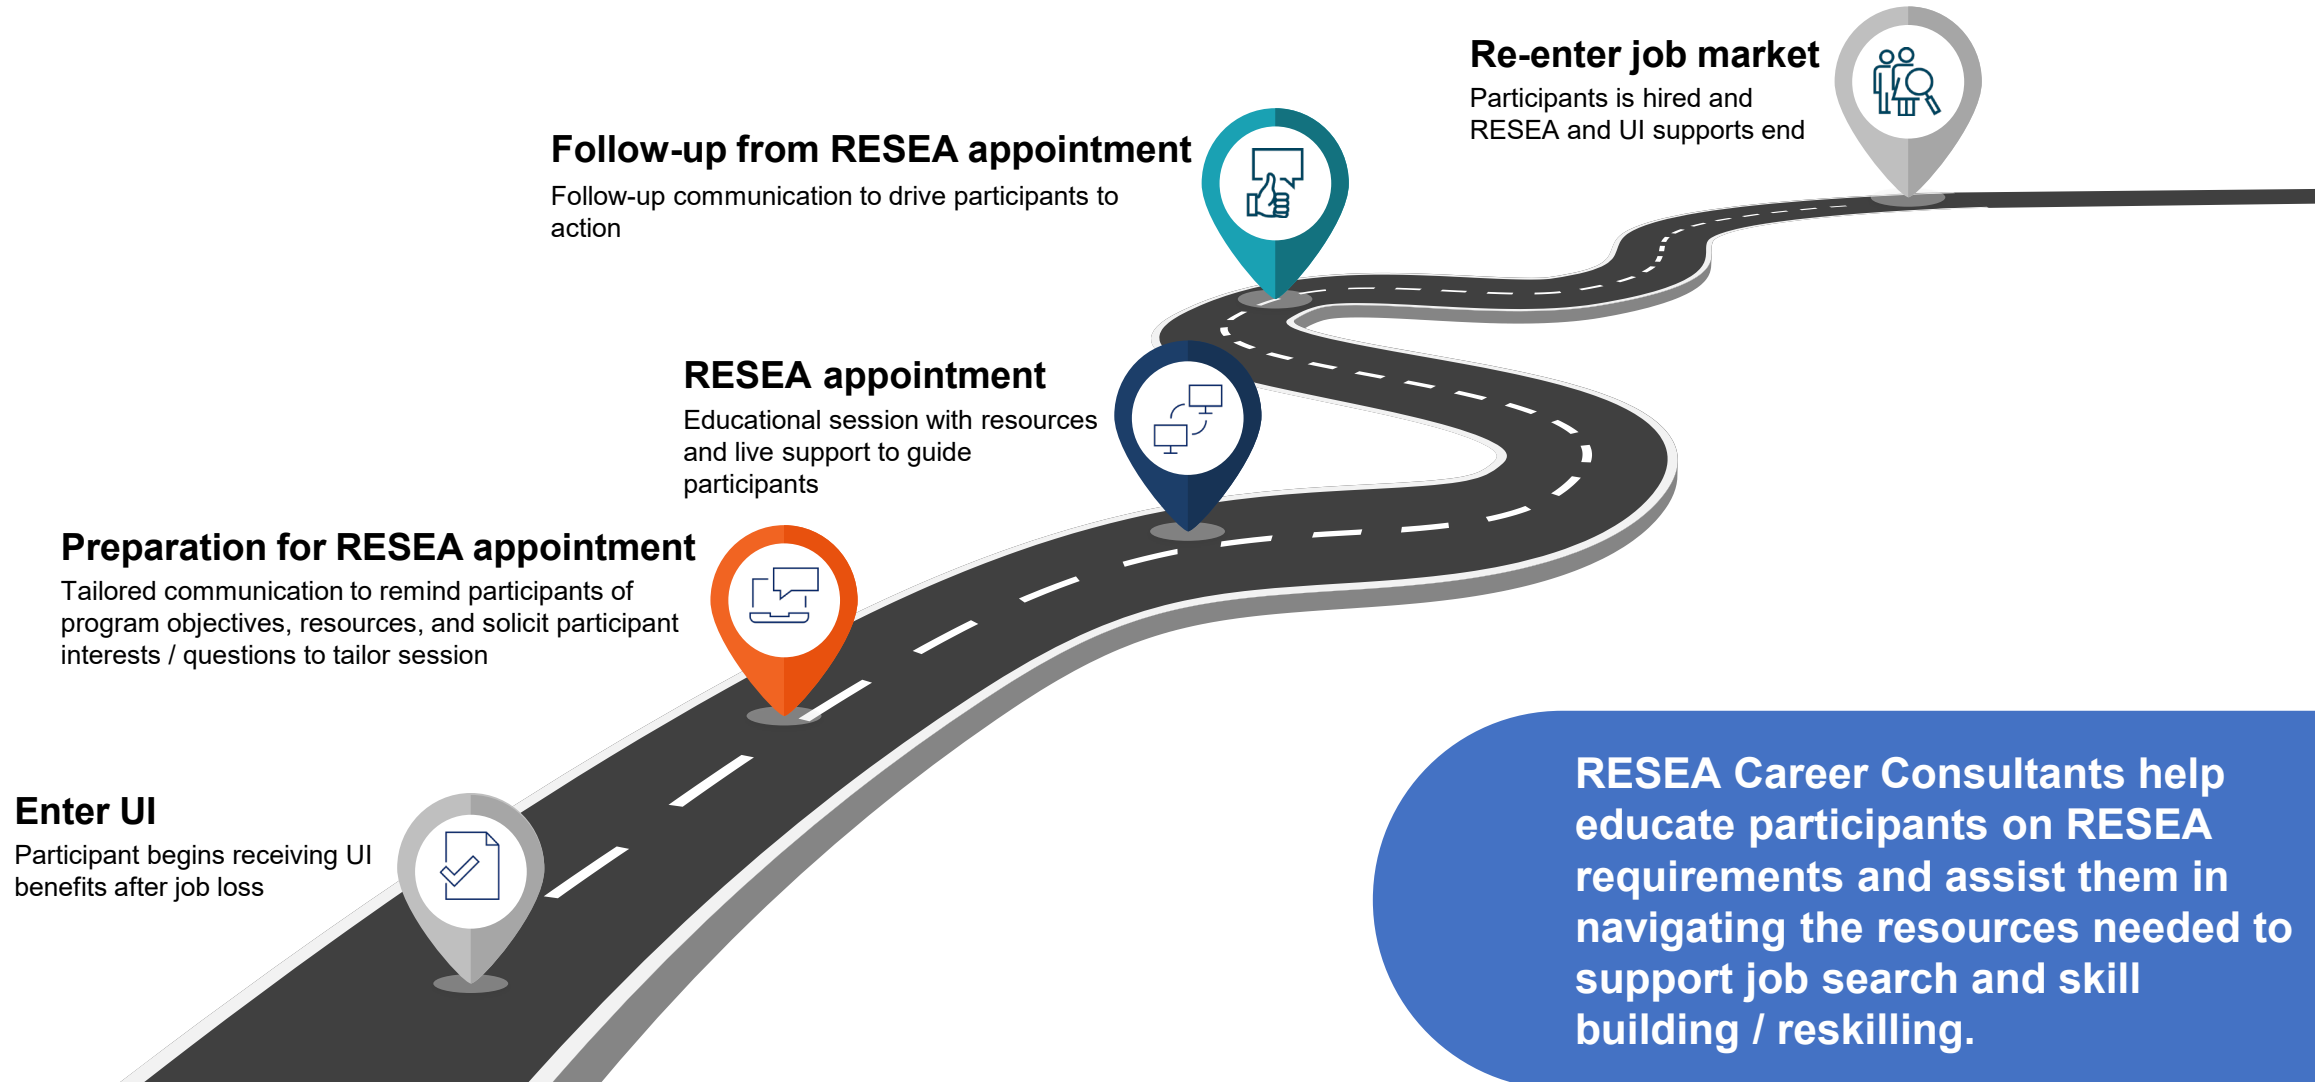 Re-enter job market
Participants is hired and
RESEA and UI supports end
Follow-up from RESEA appointment
Follow-up communication to drive participants to
action
RESEA appointment
Educational session with resources
and live support to guide
participants
Preparation for RESEA appointment
Tailored communication to remind participants of
program objectives, resources, and solicit participant
interests / questions to tailor session
Enter UI
Participant begins receiving UI
benefits after job loss
RESEA Career Consultants help
educate participants on RESEA
requirements and assist them in
navigating the resources needed to
support job search and skill
building / reskilling.